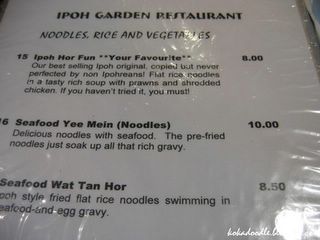 IPOH GARDEN RESTAURANT
NOODLES, RICE AND VEGETABLES
15 Ipoh Hor Fun **Your Favourite** 8.00
Our best selling Ipoh original, copied but never
perfected by non Ipohreans! Flat rice noodles
in a tasty rich soup with prawns and shredded
chicken. If you haven't tried it, you must!
16 Seafood Yee Mein (Noodles) 10.00
Delicious noodles with seafood. The pre-fried
noodles just soak up all that rich gravy.
Seafood Wat Tan Hor 8.50
Ipoh style fried flat rice noodles swimming in
seafood-and-egg gravy.